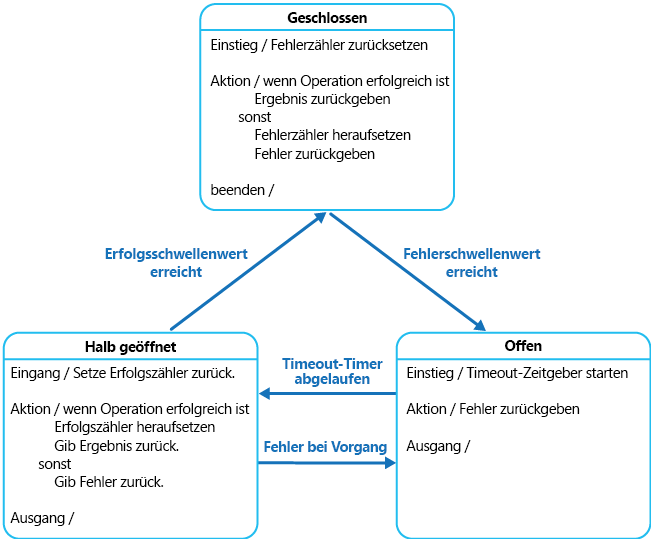 Geschlossen
Einstieg / Fehlerzähler zurücksetzen
Aktion / wenn Operation erfolgreich ist
Ergebnis zurückgeben
sonst
Fehlerzähler heraufsetzen
Fehler zurückgeben
beenden /
Erfolgsschwellenwert
erreicht
Fehlerschwellenwert
erreicht
Halb geöffnet
Eingang / Setze Erfolgszähler zurück.
Aktion / wenn Operation erfolgreich ist
Erfolgszähler heraufsetzen
Gib Ergebnis zurück.
sonst
Gib Fehler zurück.
Ausgang /
Timeout-Timer
abgelaufen
Fehler bei Vorgang
Offen
Einstieg / Timeout-Zeitgeber starten
Aktion / Fehler zurückgeben
Ausgang /